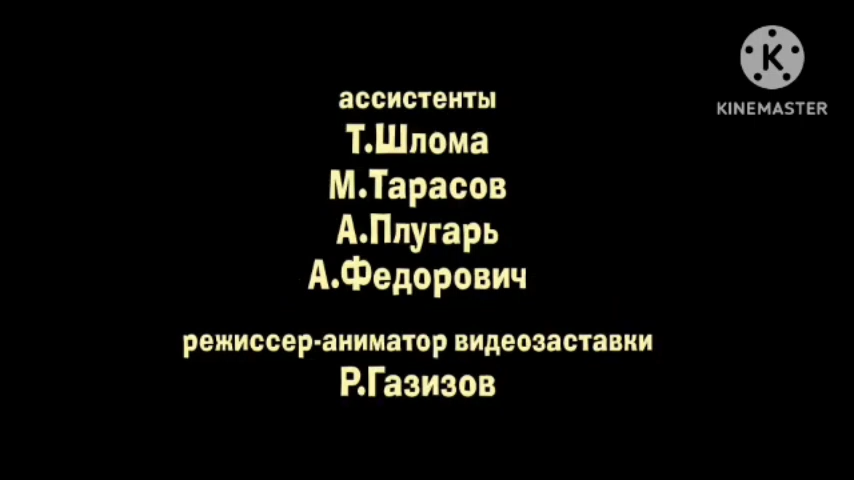 K
KINEMASTER
ассистенты
Т.Шлома
М.Тарасов
А.Плугарь
А.Федорович
режиссер-аниматор видеозаставки
Р.Газизов